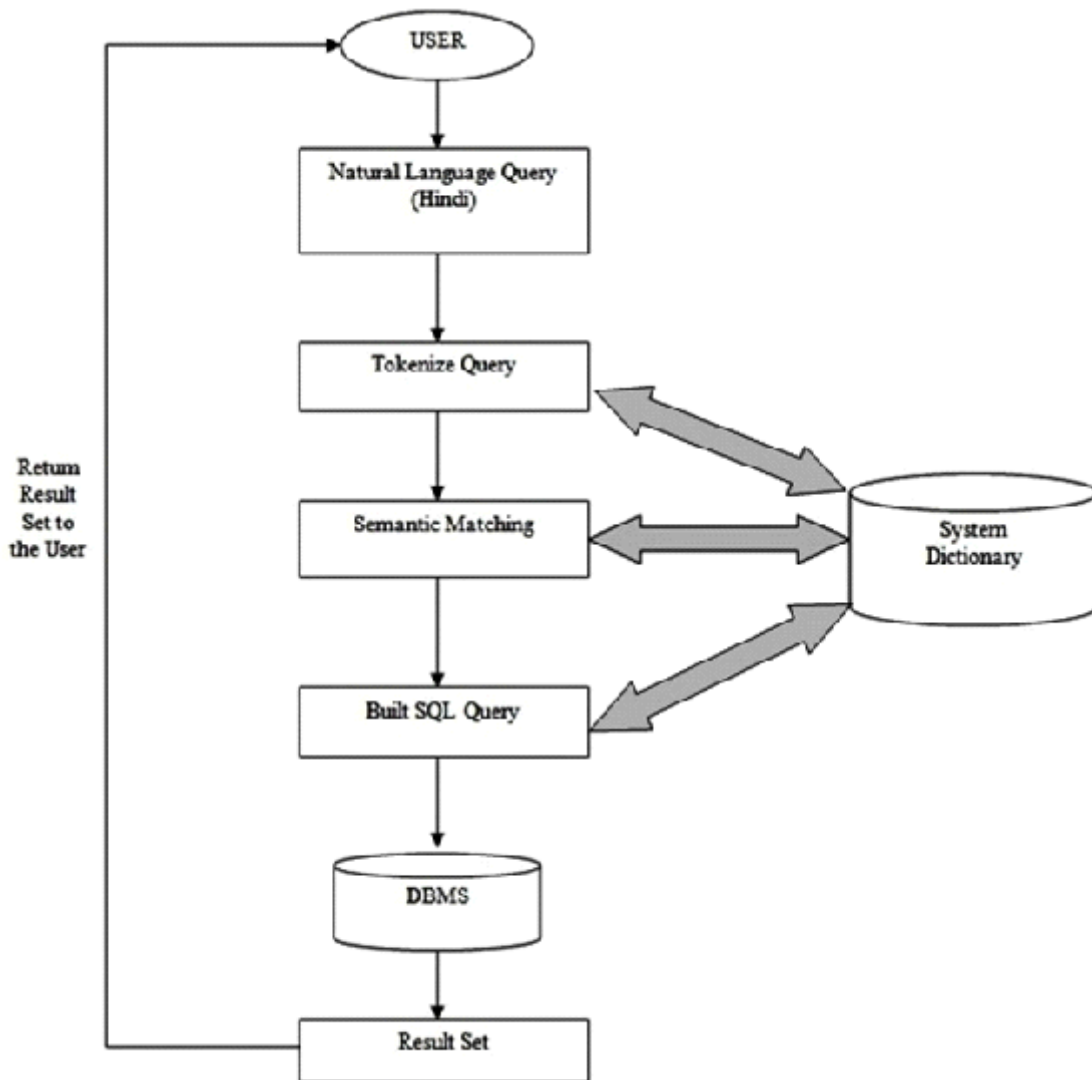 USER
Natural Language Query
(Hindi)
Tokenize Query
Return
Result
Set to
the User
Semantic Matching
System
Dictionary
Built SQL Query
DBMS
Result Set